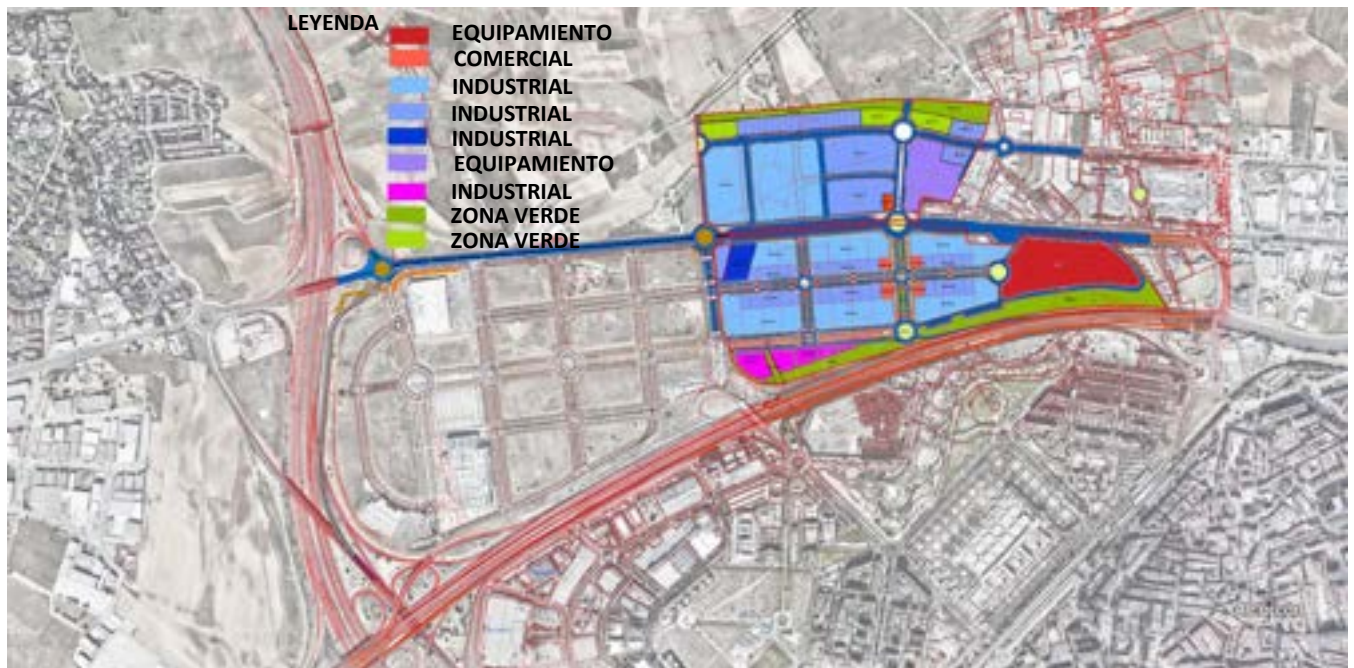 LEYENDA
EQUIPAMIENTO
COMERCIAL
INDUSTRIAL
INDUSTRIAL
INDUSTRIAL
EQUIPAMIENTO
INDUSTRIAL
ZONA VERDE
ZONA VERDE